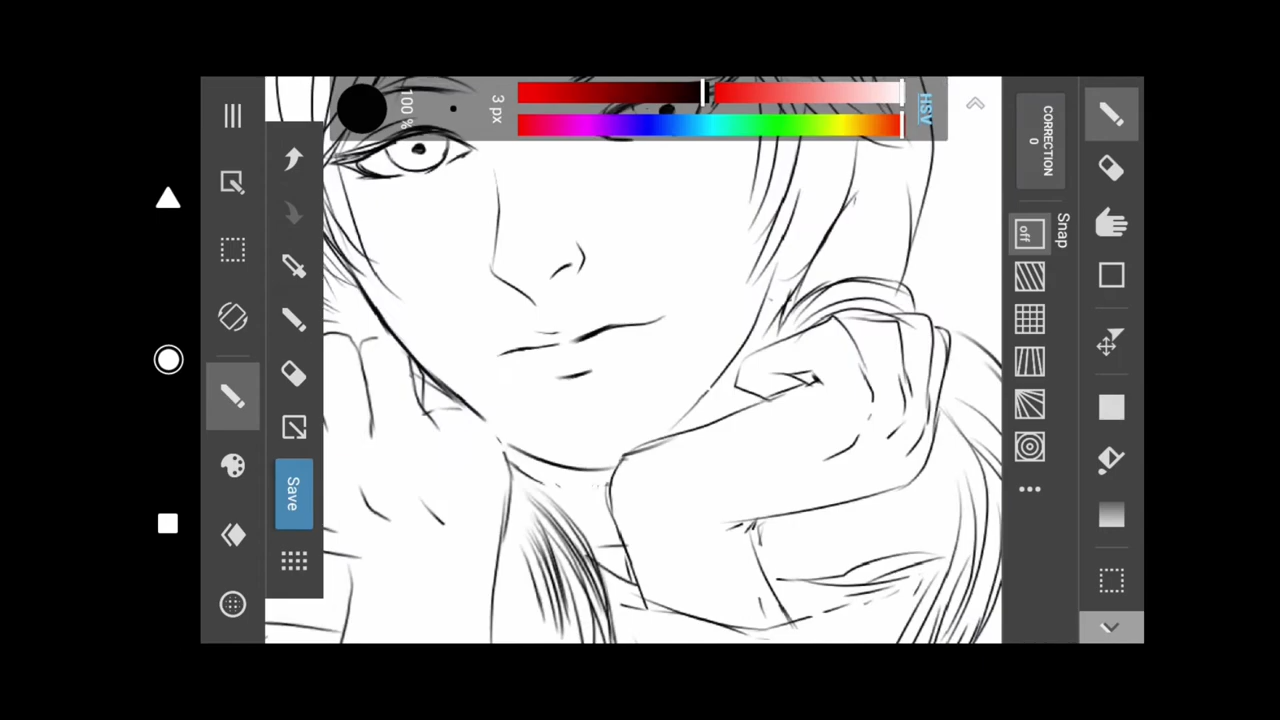 100 %
3 px
HSV
CORRECTION
0
Snap
off
Save